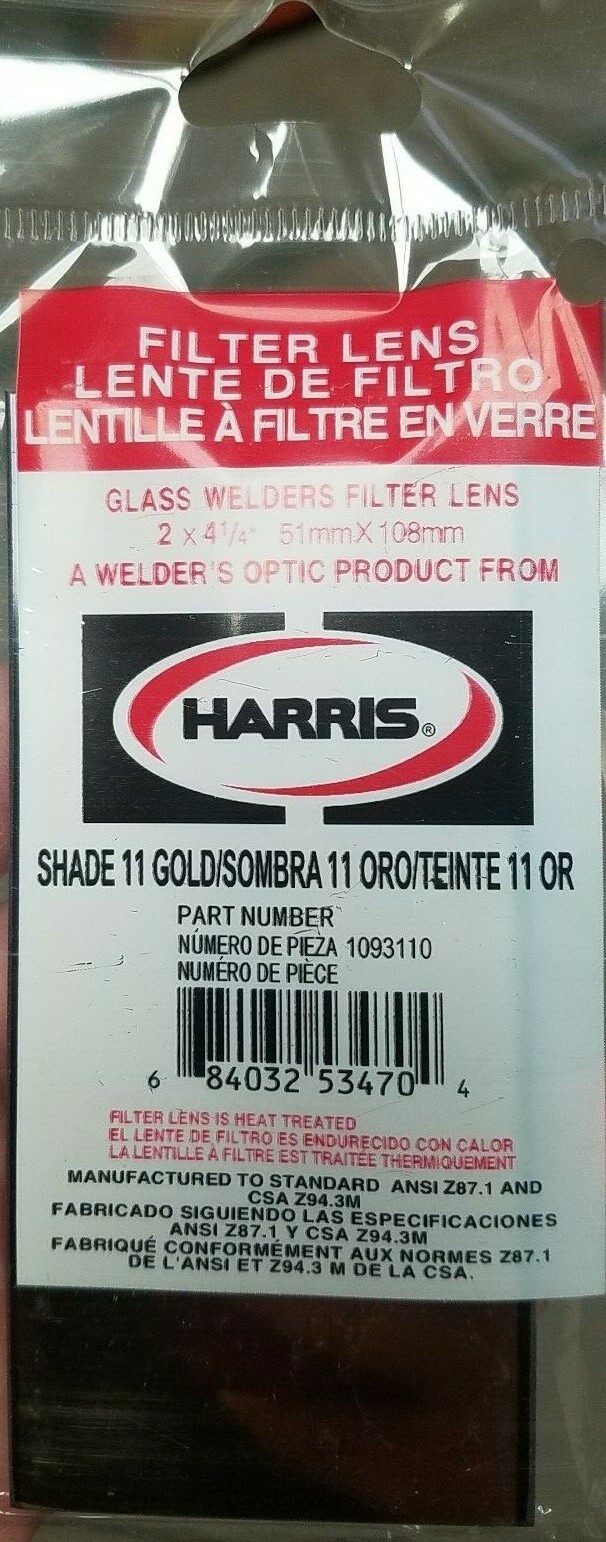 FILTER LENS
LENTE DE FILTRO
LENTILLE À FILTRE EN VERRE
GLASS WELDERS FILTER LENS
2 x 4 1/4" 51mm X 108mm
A WELDER'S OPTIC PRODUCT FROM
HARRIS®
SHADE 11 GOLD/SOMBRA 11 ORO/TEINTE 11 OR
PART NUMBER
NÚMERO DE PIEZA 1093110
NUMÉRO DE PIÈCE
6 84032 53470 4
FILTER LENS IS HEAT TREATED
EL LENTE DE FILTRO ES ENDURECIDO CON CALOR
LA LENTILLE À FILTRE EST TRAITÉE THERMIQUEMENT
MANUFACTURED TO STANDARD ANSI Z87.1 AND
CSA Z94.3M
FABRICADO SIGUIENDO LAS ESPECIFICACIONES
ANSI Z87.1 Y CSA Z94.3M
FABRIQUÉ CONFORMÉMENT AUX NORMES Z87.1
DE L'ANSI ET Z94.3 M DE LA CSA.